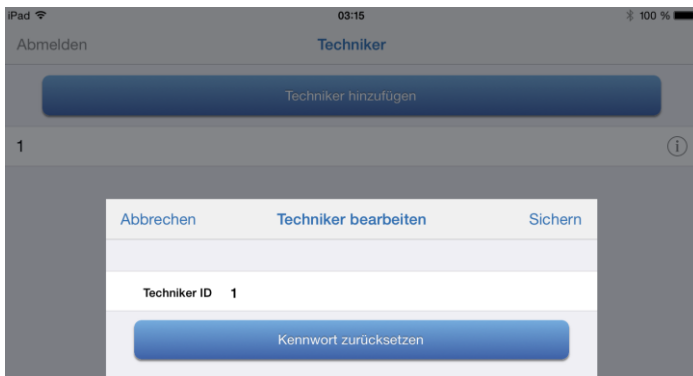 iPad 03:15 100 %
Abmelden Techniker
Techniker hinzufügen
1
Abbrechen Techniker bearbeiten Sichern
Techniker ID 1
Kennwort zurücksetzen